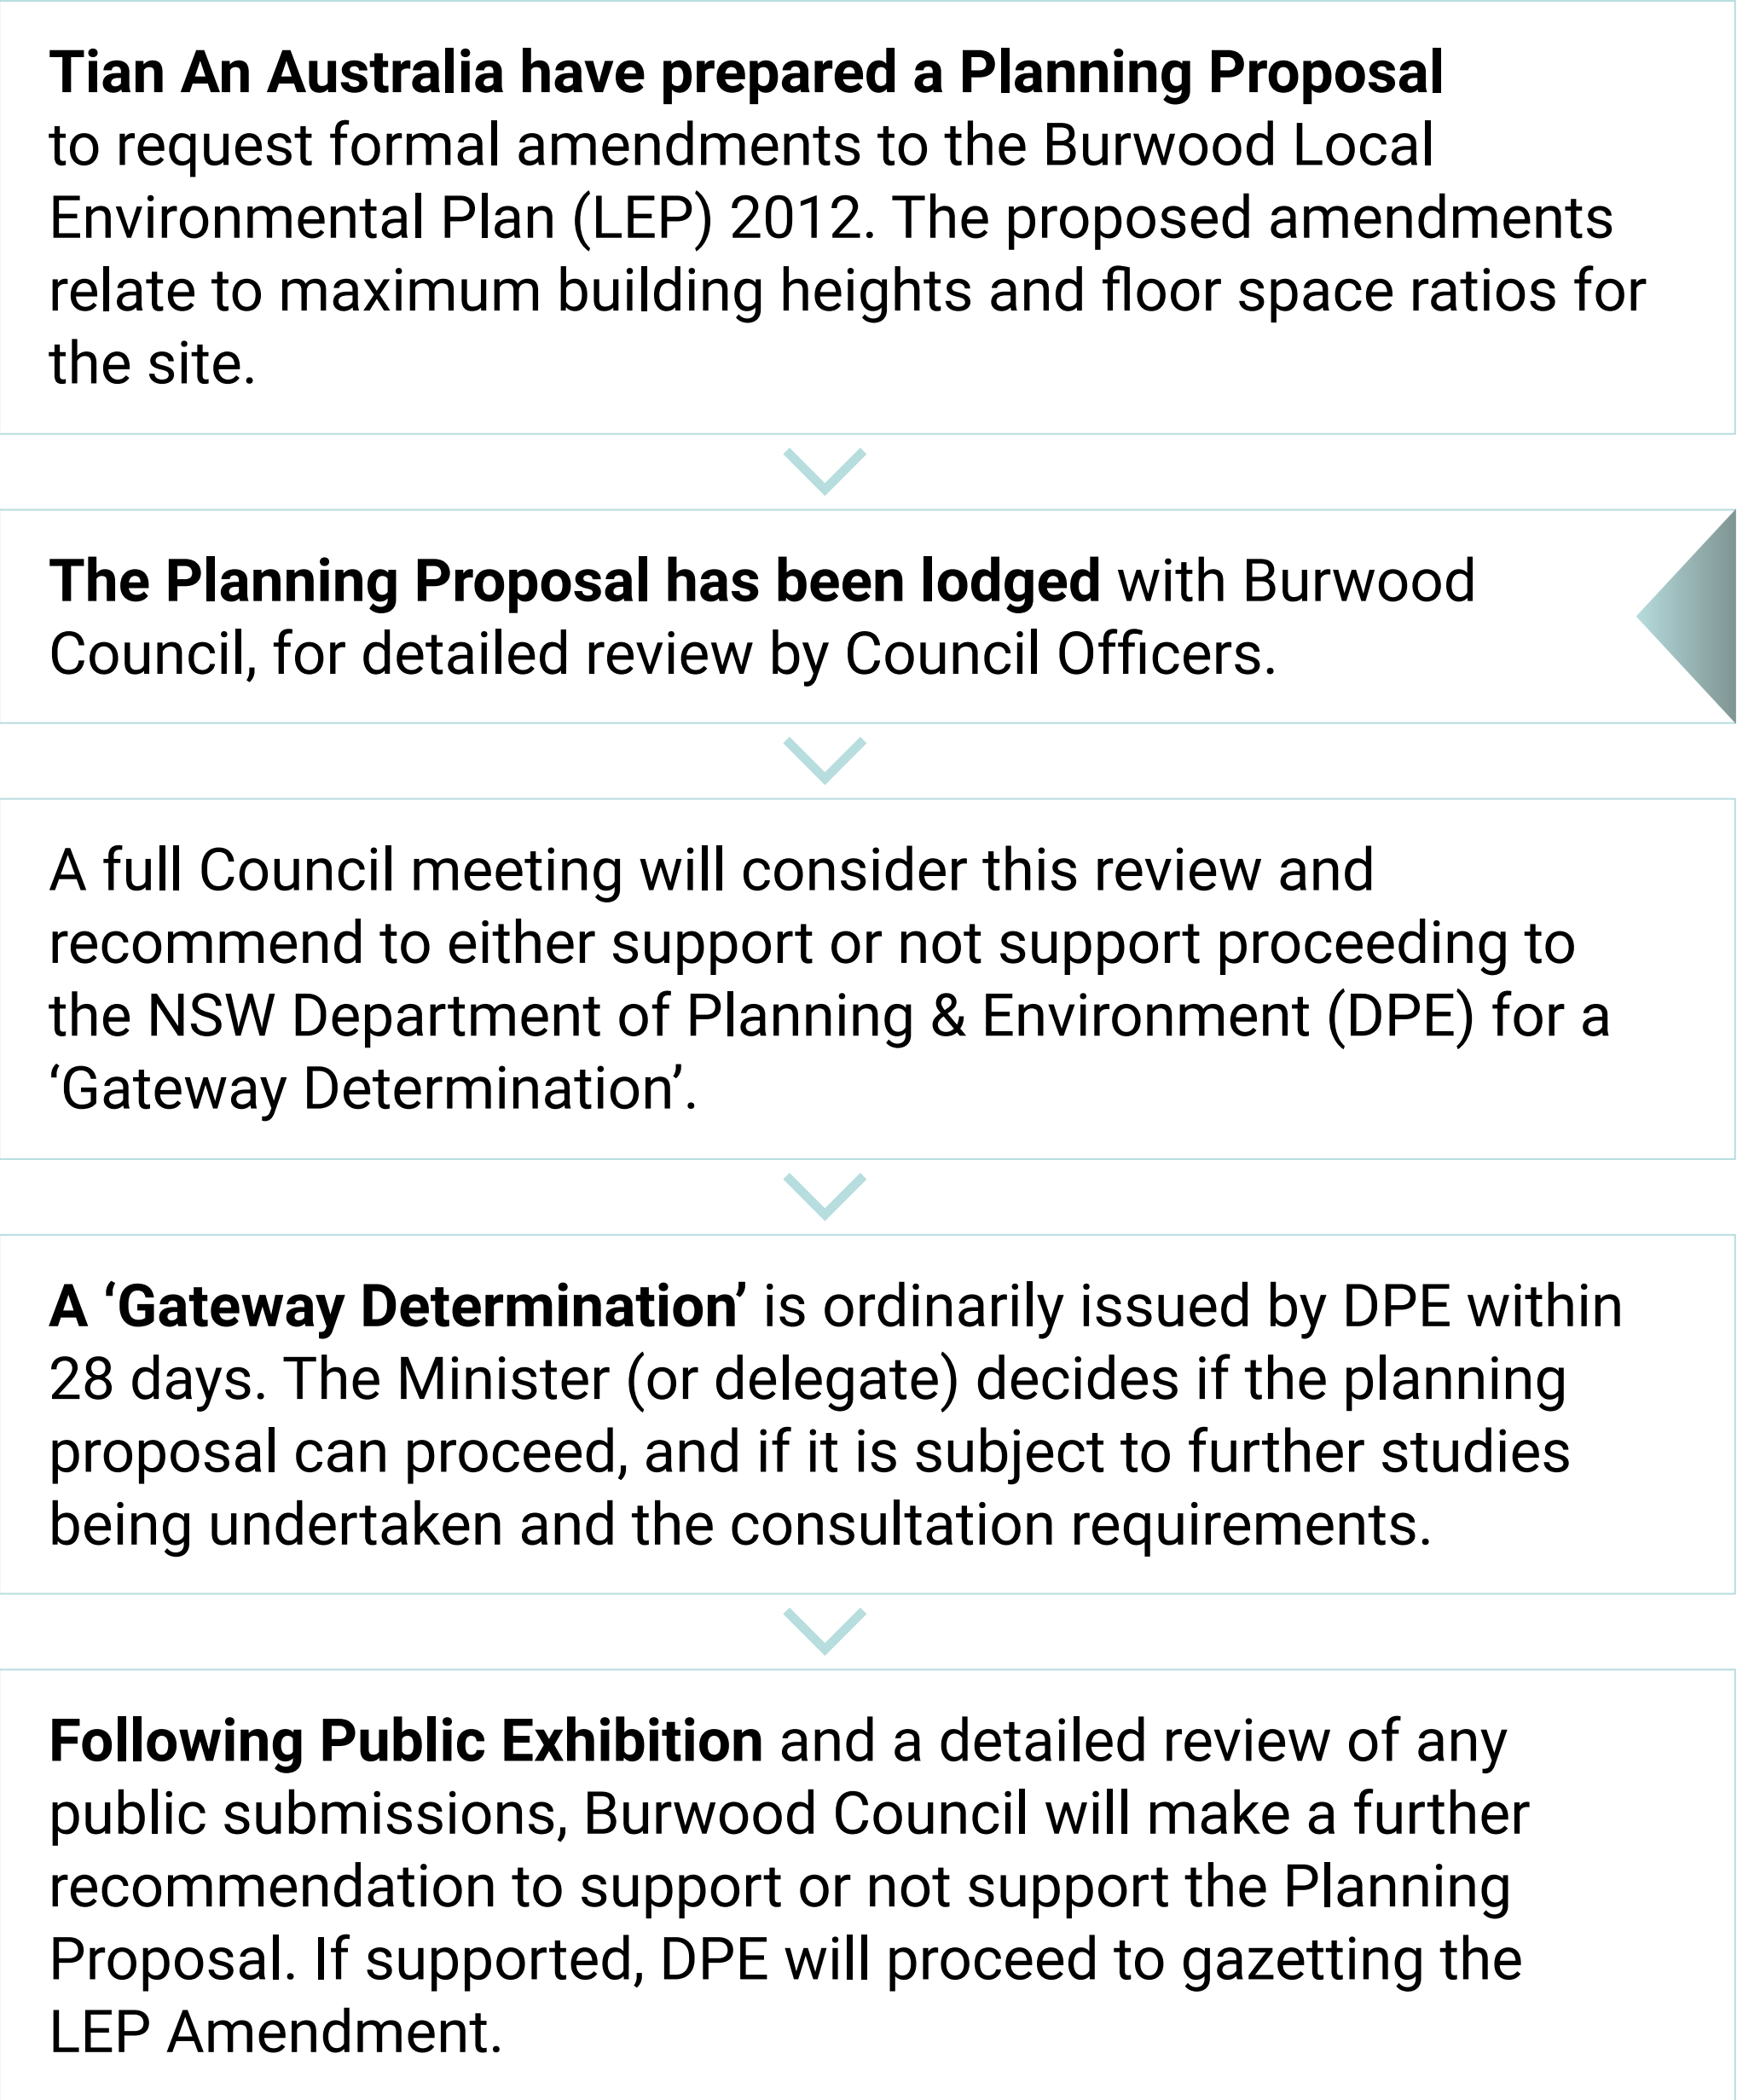 Tian An Australia have prepared a Planning Proposal
to request formal amendments to the Burwood Local
Environmental Plan (LEP) 2012. The proposed amendments
relate to maximum building heights and floor space ratios for
the site.
The Planning Proposal has been lodged with Burwood
Council, for detailed review by Council Officers.
A full Council meeting will consider this review and
recommend to either support or not support proceeding to
the NSW Department of Planning & Environment (DPE) for a
‘Gateway Determination’.
A ‘Gateway Determination’ is ordinarily issued by DPE within
28 days. The Minister (or delegate) decides if the planning
proposal can proceed, and if it is subject to further studies
being undertaken and the consultation requirements.
Following Public Exhibition and a detailed review of any
public submissions, Burwood Council will make a further
recommendation to support or not support the Planning
Proposal. If supported, DPE will proceed to gazetting the
LEP Amendment.